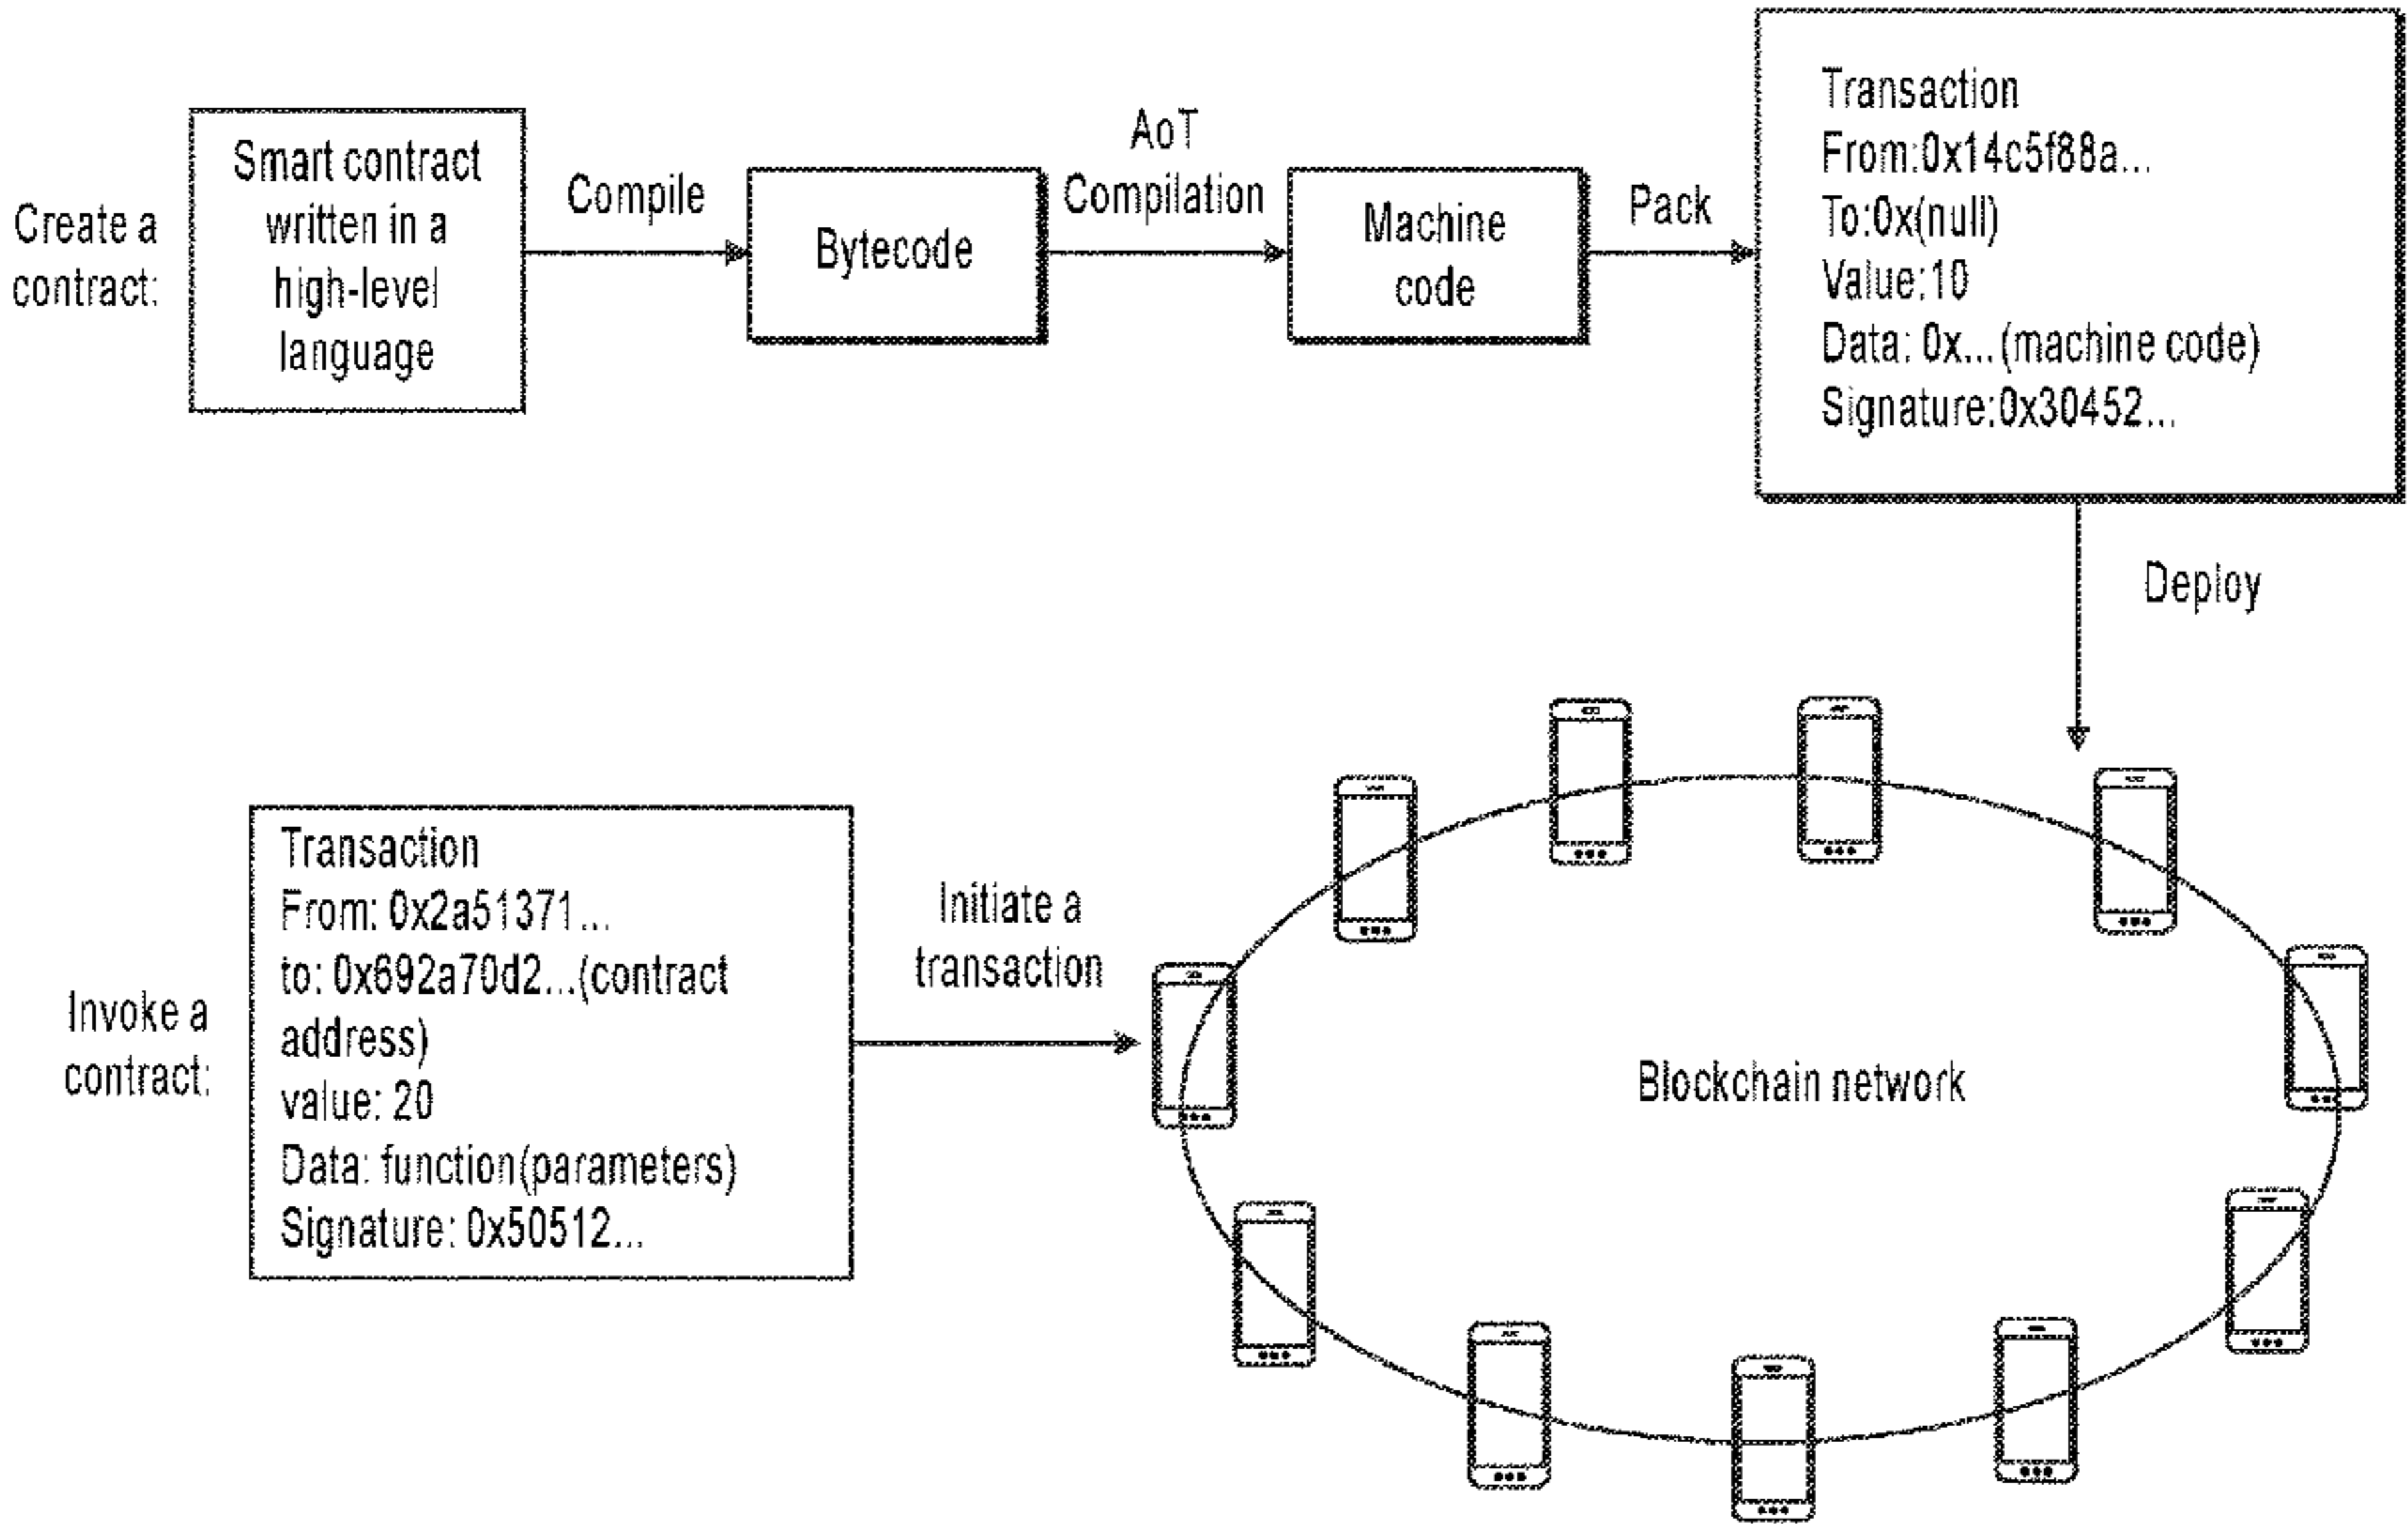 Create a
contract:
Smart contract
written in a
high-level
language
Compile
Bytecode
AoT
Compilation
Machine
code
Pack
Transaction
From:0x14c5f88a...
To:0x(null)
Value:10
Data: 0x... (machine code)
Signature:0x30452...
Deploy
Invoke a
contract:
Transaction
From: 0x2a51371...
to: 0x692a70d2...(contract
address)
value: 20
Data: function(parameters)
Signature: 0x50512...
Initiate a
transaction
Blockchain network